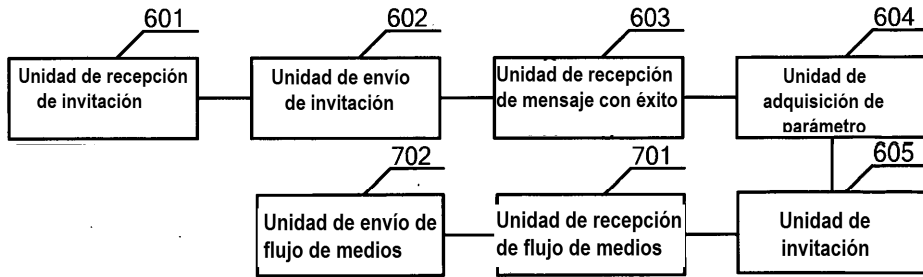 601
602
603
604
Unidad de recepción
de invitación
Unidad de envío
de invitación
Unidad de recepción
de mensaje con éxito
Unidad de
adquisición de
parámetro
702
701
605
Unidad de envío de
flujo de medios
Unidad de recepción
de flujo de medios
Unidad de
invitación